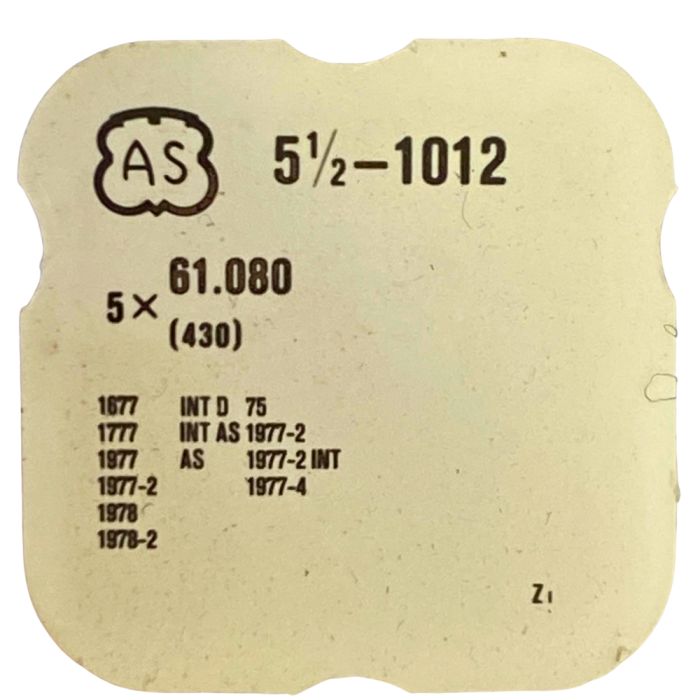 AS 5½-1012
5× 61.080
(430)
1677 INT D 75
1777 INT AS 1977-2
1977 AS 1977-2 INT
1977-2 1977-4
1978
1978-2
Z1